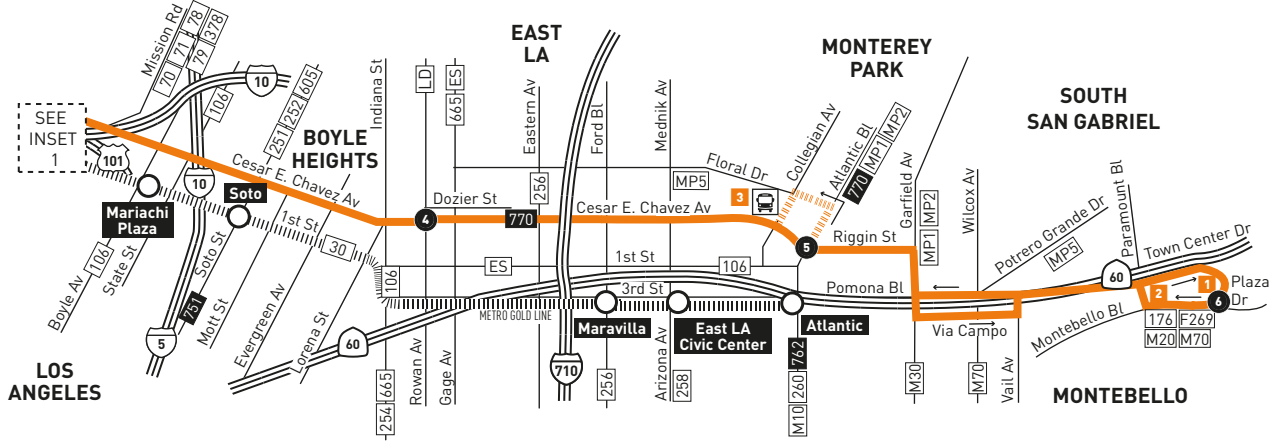 EAST
LA
MONTEREY
PARK
SOUTH
SAN GABRIEL
BOYLE
HEIGHTS
LOS
ANGELES
MONTEBELLO
SEE
INSET
1
Mission Rd
70
71
78
79
378
106
10
101
10
5
251
252
605
Cesar E. Chavez Av
Mariachi
Plaza
Soto
1st St
30
Boyle Av
106
State St
751
Soto St
Mott St
Evergreen Av
Lorena St
60
Indiana St
106
254
665
LD
Rowan Av
665
ES
Gage Av
4
Dozier St
770
Eastern Av
256
Ford Bl
Mednik Av
MP5
Floral Dr
Cesar E. Chavez Av
3
Collegian Av
Atlantic Bl
770
MP1
MP2
5
Riggin St
Garfield Av
MP1
MP2
Wilcox Av
Potrero Grande Dr
MP5
Paramount Bl
Town Center Dr
60
ES
1st St
106
3rd St
METRO GOLD LINE
710
Maravilla
East LA
Civic Center
Atlantic
256
Arizona Av
258
M10
260
762
Pomona Bl
Via Campo
M30
M70
Vail Av
Montebello Bl
2
1
Plaza
Dr
6
176
F269
M20
M70